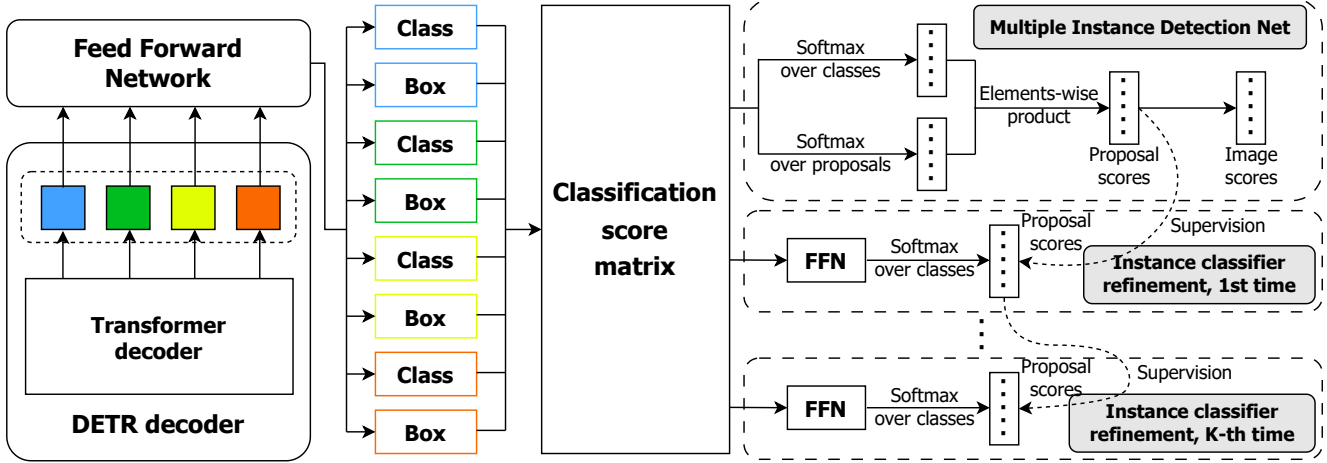 Feed Forward
Network
Transformer
decoder
DETR decoder
Class
Box
Class
Box
Class
Box
Class
Box
Classification
score
matrix
Multiple Instance Detection Net
Softmax
over classes
Softmax
over proposals
Elements-wise
product
Proposal
scores
Image
scores
FFN
Softmax
over classes
Proposal
scores
Supervision
Instance classifier
refinement, 1st time
FFN
Softmax
over classes
Proposal
scores
Supervision
Instance classifier
refinement, K-th time